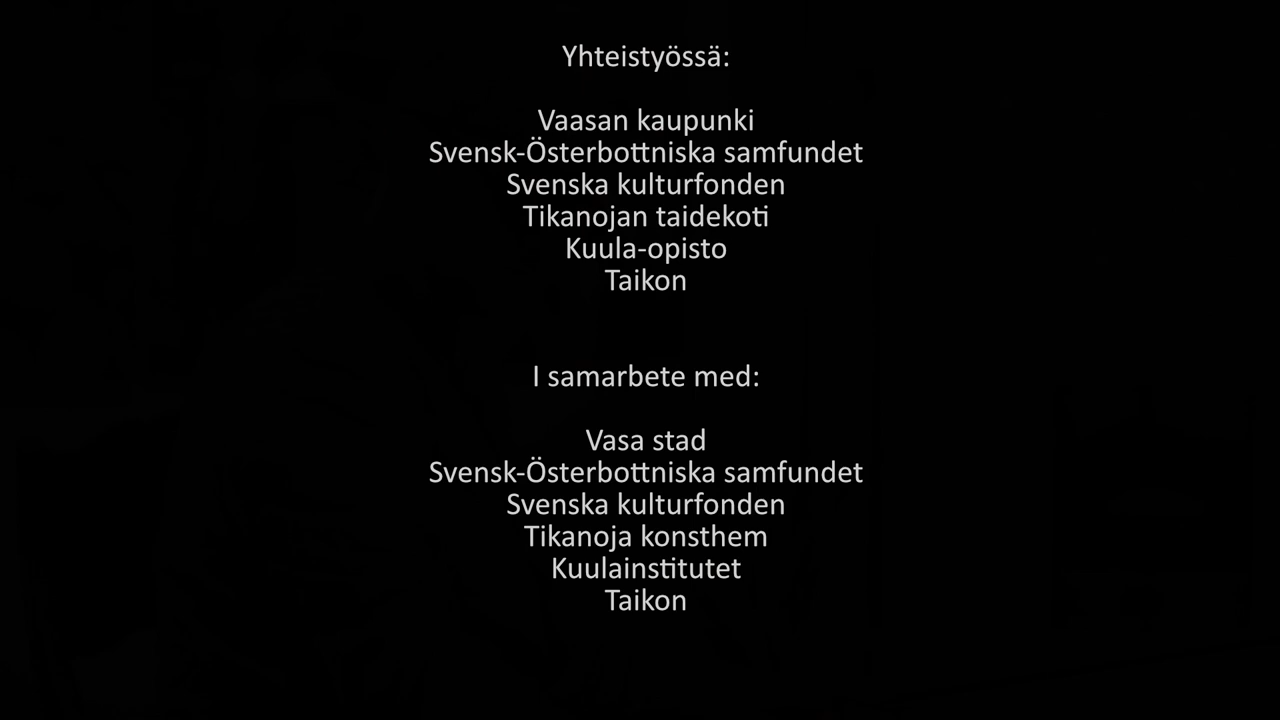 Yhteistyössä:
Vaasan kaupunki
Svensk-Österbottniska samfundet
Svenska kulturfonden
Tikanojan taidekoti
Kuula-opisto
Taikon
I samarbete med:
Vasa stad
Svensk-Österbottniska samfundet
Svenska kulturfonden
Tikanoja konsthem
Kuulainstitutet
Taikon